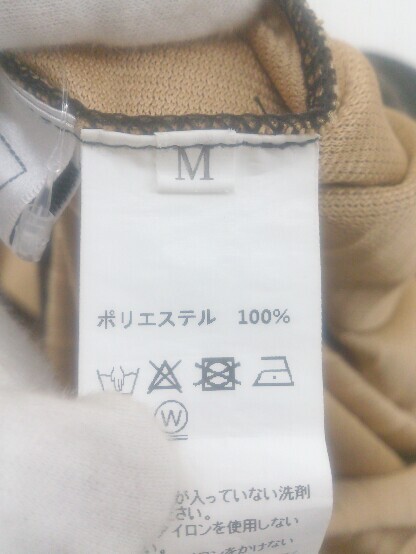 M
ポリエステル 100%
W
が入っていない洗剤
さい。
アイロンを使用しない